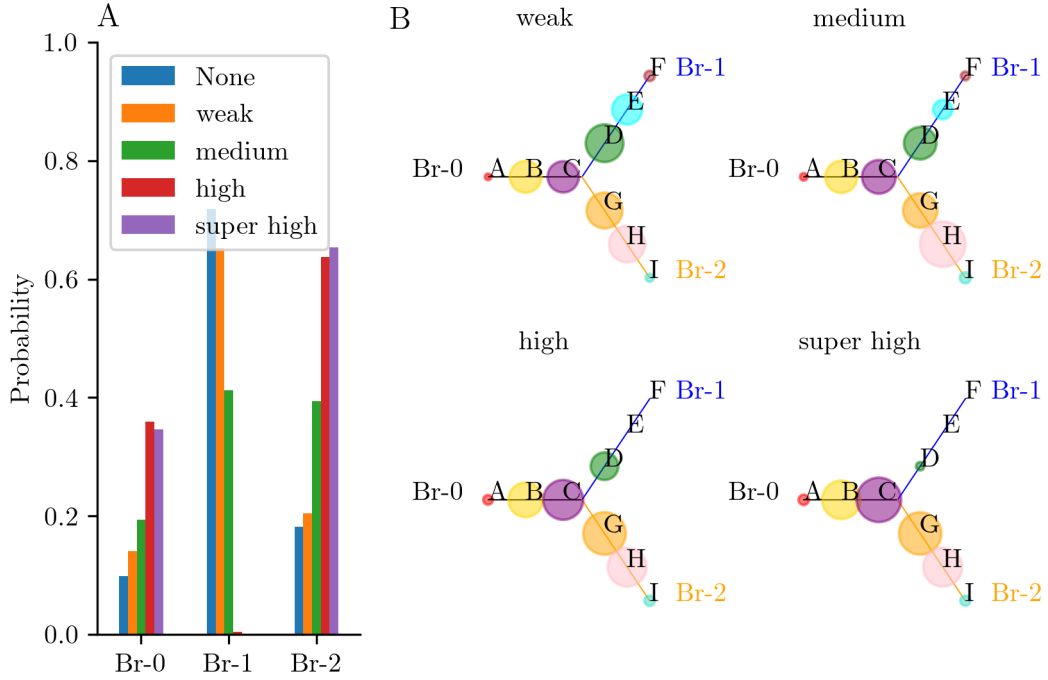 A
1.0
0.8
0.6
0.4
0.2
0.0
Probability
None
weak
medium
high
super high
Br-0 Br-1 Br-2
B
weak
F Br-1
E
D
Br-0 A B C
G
H
I Br-2
medium
F Br-1
E
D
Br-0 A B C
G
H
I Br-2
high
F Br-1
E
D
Br-0 A B C
G
H
I Br-2
super high
F Br-1
E
D
Br-0 A B C
G
H
I Br-2